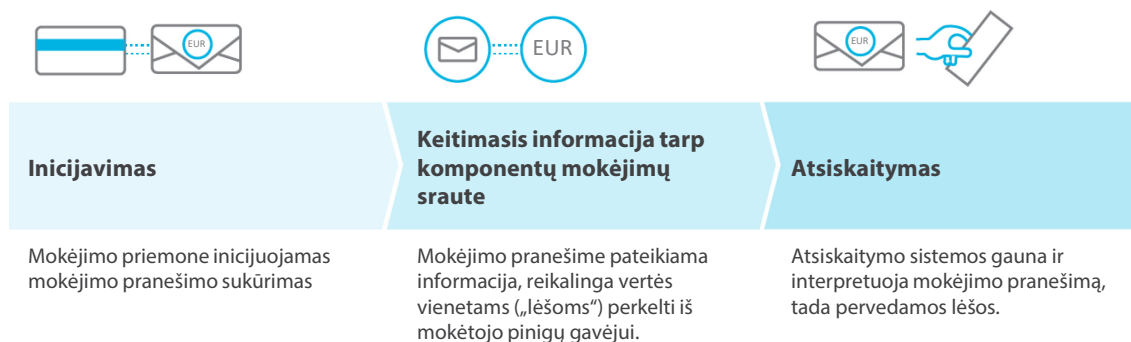 EUR
EUR
EUR
Inicijavimas
Keitimasis informacija tarp
komponentų mokėjimų
sraute
Atsiskaitymas
Mokėjimo priemone inicijuojamas
mokėjimo pranešimo sukūrimas
Mokėjimo pranešime pateikiama
informacija, reikalinga vertės
vienetams („lėšoms“) perkelti iš
mokėtojo pinigų gavėjui.
Atsiskaitymo sistemos gauna ir
interpretuoja mokėjimo pranešimą,
tada pervedamos lėšos.